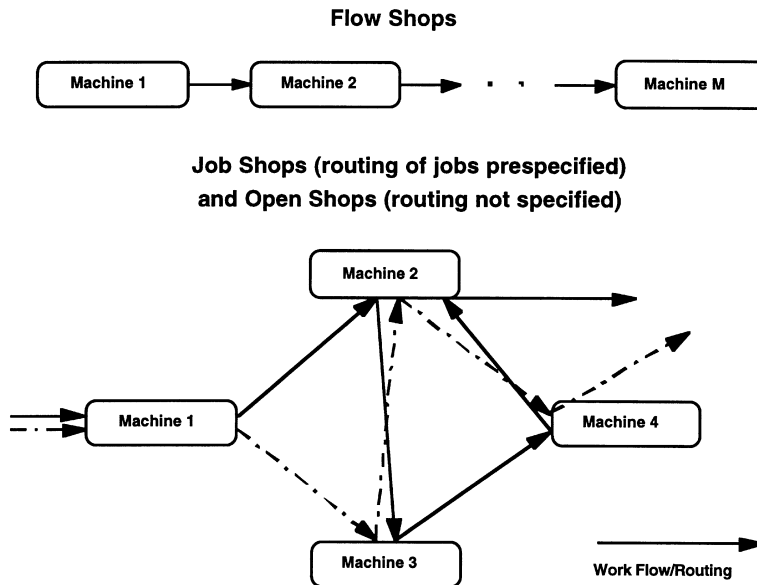 Flow Shops
Machine 1
Machine 2
Machine M
Job Shops (routing of jobs prespecified)
and Open Shops (routing not specified)
Machine 2
Machine 1
Machine 4
Machine 3
Work Flow/Routing